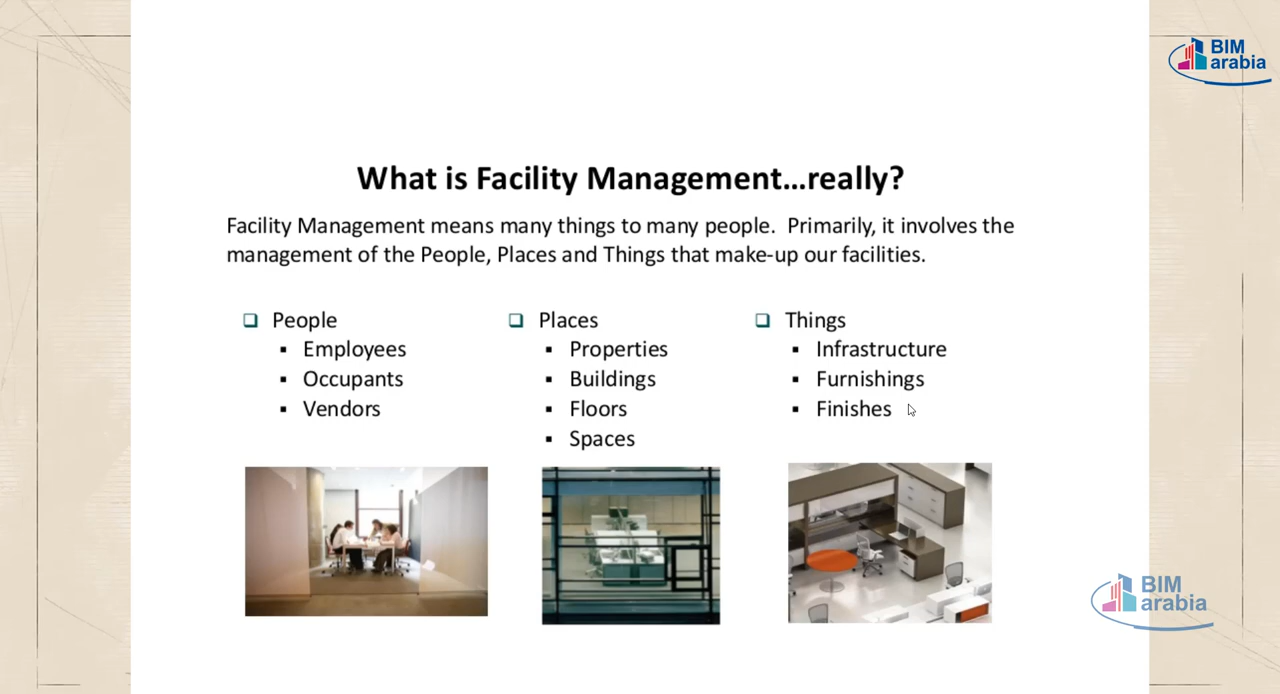 BIM
arabia
What is Facility Management...really?
Facility Management means many things to many people.  Primarily, it involves the
management of the People, Places and Things that make-up our facilities.
❑ People
▪ Employees
▪ Occupants
▪ Vendors
❑ Places
▪ Properties
▪ Buildings
▪ Floors
▪ Spaces
❑ Things
▪ Infrastructure
▪ Furnishings
▪ Finishes
BIM
arabia